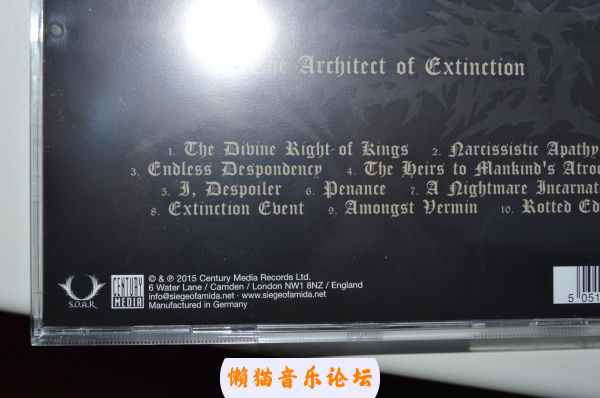 Architect of Extinction
1. The Divine Right of Kings 2. Narcissistic Apathy
3. Endless Despondency 4. The Heirs to Mankind's
5. I, Despoiler 6. Penance 7. A Nightmare
8. Extinction Event 9. Amongst Vermin 10. Rotted
© & ℗ 2015 Century Media Records Ltd.
6 Water Lane / Camden / London NW1 8NZ / England
info@siegeofamida.net · www.siegeofamida.net
Manufactured in Germany
S.O.A.R
CENTURY
MEDIA
5 051
懒猫音乐论坛